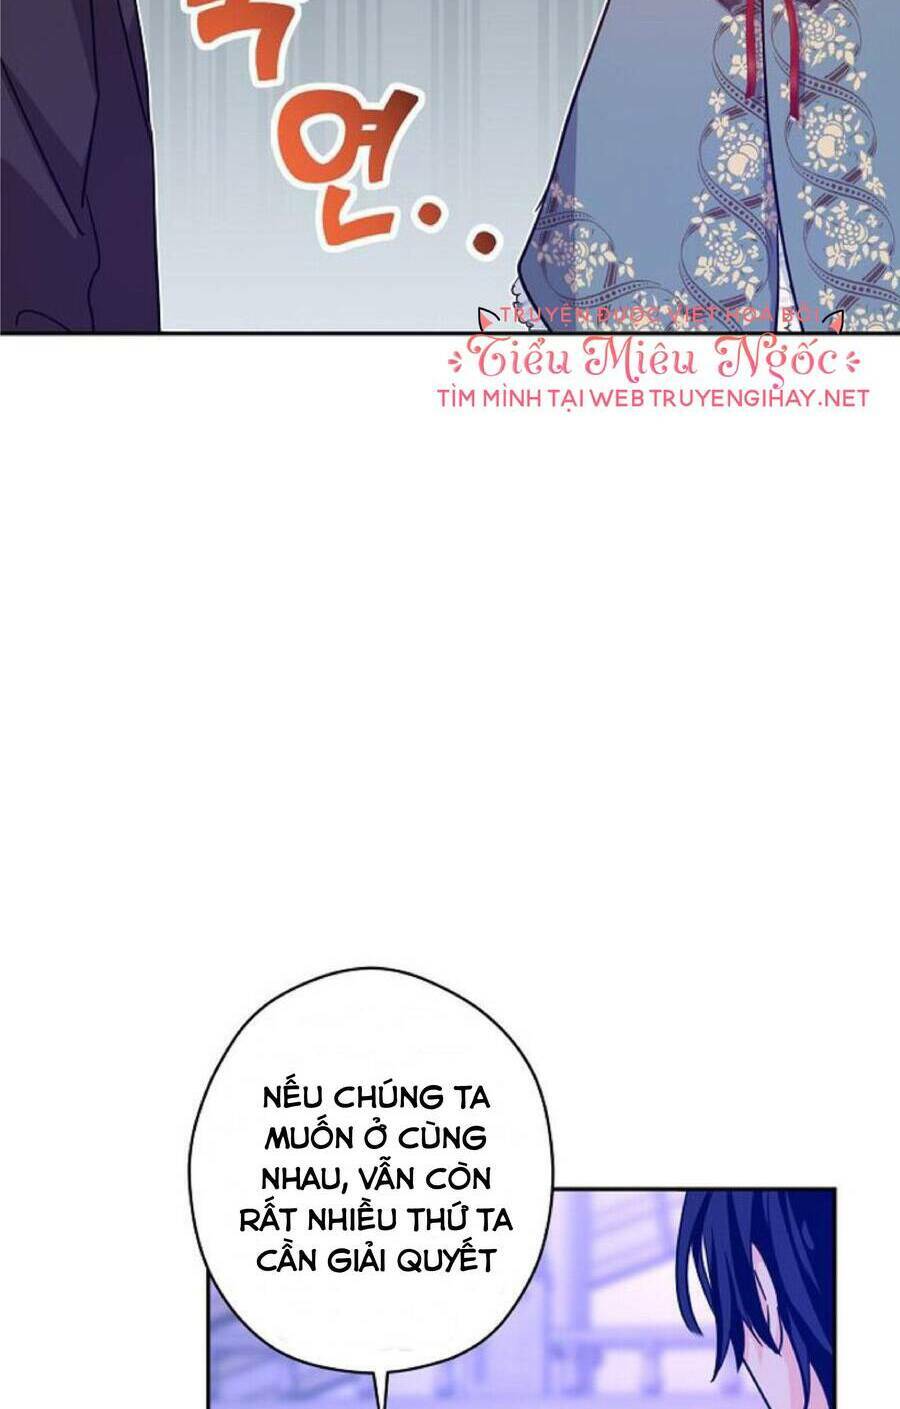 연..
TRUYỆN ĐƯỢC VIỆT HOÁ BỞI
Tiểu Miêu Ngốc
TÌM MÌNH TẠI WEB TRUYENGIHAY.NET
NẾU CHÚNG TA
MUỐN Ở CÙNG
NHAU, VẪN CÒN
RẤT NHIỀU THỨ TA
CẦN GIẢI QUYẾT